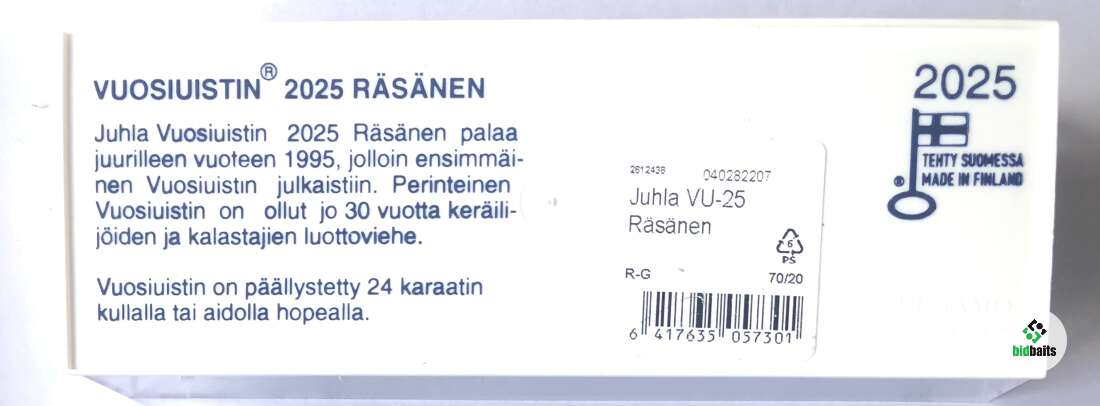 VUOSIUISTIN® 2025 RÄSÄNEN
Juhla Vuosiuistin 2025 Räsänen palaa
juurilleen vuoteen 1995, jolloin ensimmäi-
nen Vuosiuistin julkaistiin. Perinteinen
Vuosiuistin on ollut jo 30 vuotta keräili-
jöiden ja kalastajien luottoviehe.
Vuosiuistin on päällystetty 24 karaatin
kullalla tai aidolla hopealla.
2612438 040282207
Juhla VU-25
Räsänen
6
PS
R-G 70/20
6 417635 057301
2025
TEHTY SUOMESSA
® MADE IN FINLAND
bidbaits